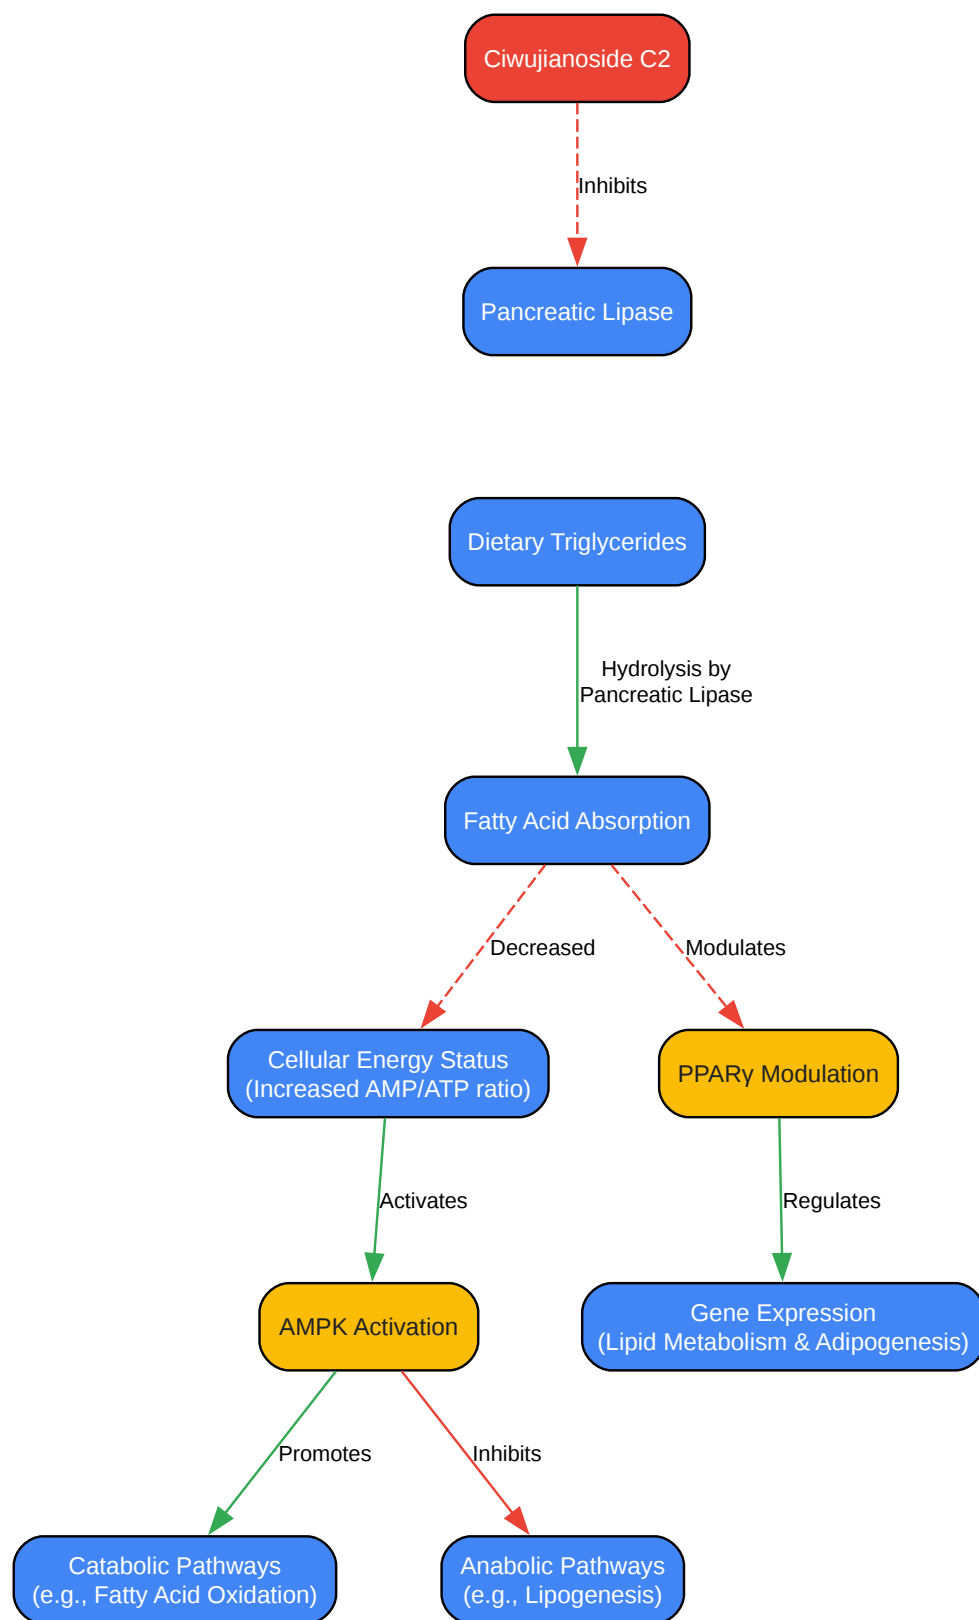 Ciwujianoside C2
Inhibits
Pancreatic Lipase
Dietary Triglycerides
Hydrolysis by
Pancreatic Lipase
Fatty Acid Absorption
Decreased
Modulates
Cellular Energy Status
(Increased AMP/ATP ratio)
PPARγ Modulation
Activates
Regulates
AMPK Activation
Gene Expression
(Lipid Metabolism & Adipogenesis)
Promotes
Inhibits
Catabolic Pathways
(e.g., Fatty Acid Oxidation)
Anabolic Pathways
(e.g., Lipogenesis)